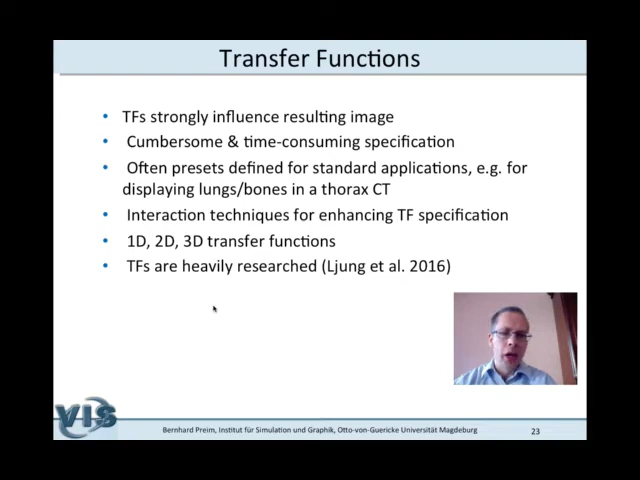 Transfer Functions
• TFs strongly influence resulting image
• Cumbersome & time-consuming specification
• Often presets defined for standard applications, e.g. for
displaying lungs/bones in a thorax CT
• Interaction techniques for enhancing TF specification
• 1D, 2D, 3D transfer functions
• TFs are heavily researched (Ljung et al. 2016)
VIS
Bernhard Preim, Institut für Simulation und Graphik, Otto-von-Guericke Universität Magdeburg
23